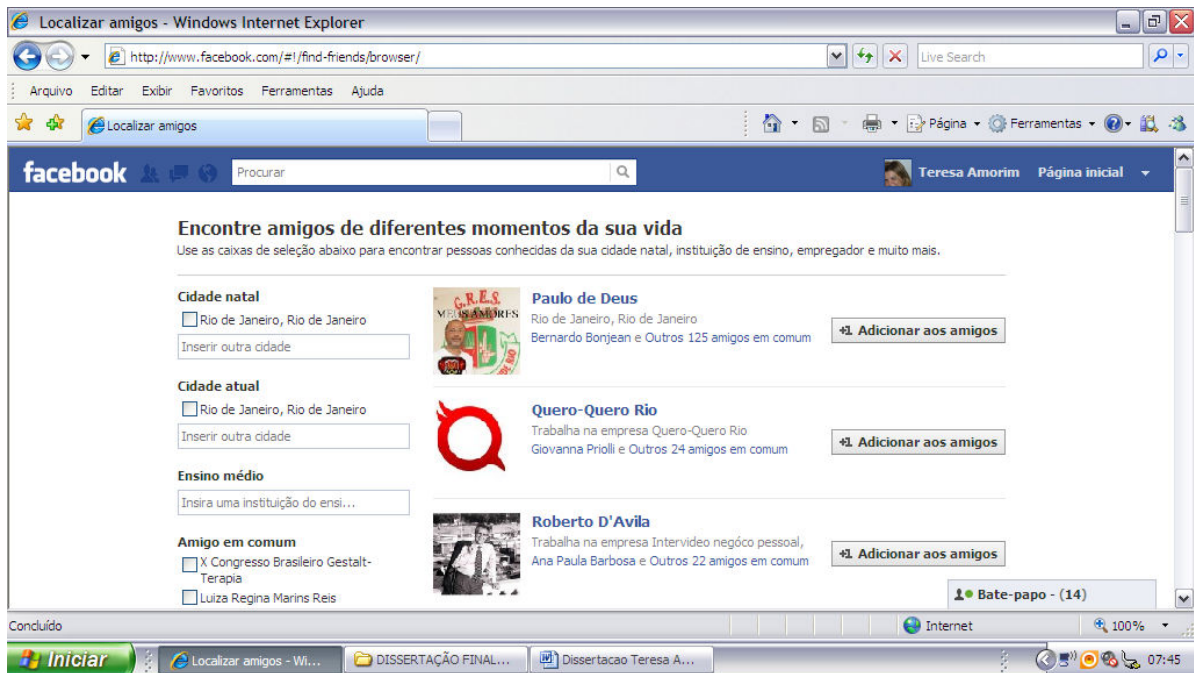 Localizar amigos - Windows Internet Explorer
http://www.facebook.com/#!/find-friends/browser/
Live Search
Arquivo Editar Exibir Favoritos Ferramentas Ajuda
Localizar amigos
Página Ferramentas
facebook
Procurar
Teresa Amorim Página inicial
Encontre amigos de diferentes momentos da sua vida
Use as caixas de seleção abaixo para encontrar pessoas conhecidas da sua cidade natal, instituição de ensino, empregador e muito mais.
Cidade natal
Rio de Janeiro, Rio de Janeiro
Inserir outra cidade
Cidade atual
Rio de Janeiro, Rio de Janeiro
Inserir outra cidade
Ensino médio
Insira uma instituição do ensi...
Amigo em comum
X Congresso Brasileiro Gestalt-
Terapia
Luiza Regina Marins Reis
G.R.E.S.
MEUS AMORES
Paulo de Deus
Rio de Janeiro, Rio de Janeiro
Bernardo Bonjean e Outros 125 amigos em comum
+1 Adicionar aos amigos
Quero-Quero Rio
Trabalha na empresa Quero-Quero Rio
Giovanna Priolli e Outros 24 amigos em comum
+1 Adicionar aos amigos
Roberto D'Avila
Trabalha na empresa Intervideo negóco pessoal,
Ana Paula Barbosa e Outros 22 amigos em comum
+1 Adicionar aos amigos
Bate-papo - (14)
Concluído
Internet
100%
Iniciar
Localizar amigos - Wi...
DISSERTAÇÃO FINAL...
Dissertacao Teresa A...
07:45